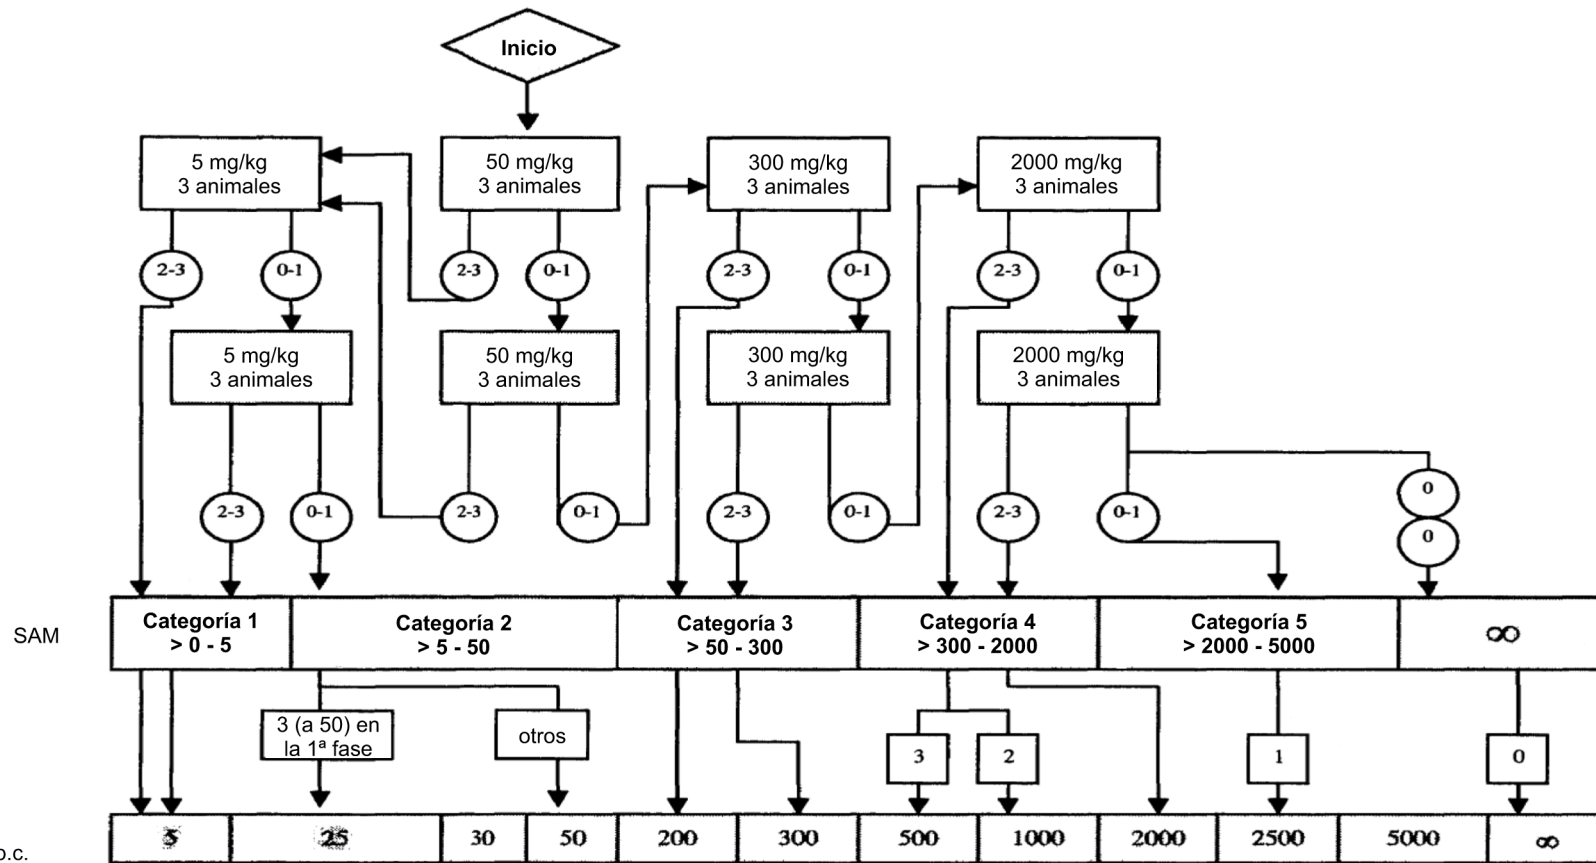 Inicio
5 mg/kg
3 animales
50 mg/kg
3 animales
300 mg/kg
3 animales
2000 mg/kg
3 animales
2-3
0-1
2-3
0-1
2-3
0-1
2-3
0-1
5 mg/kg
3 animales
50 mg/kg
3 animales
300 mg/kg
3 animales
2000 mg/kg
3 animales
2-3
0-1
2-3
0-1
2-3
0-1
2-3
0-1
0
0
SAM
Categoría 1
> 0 - 5
Categoría 2
> 5 - 50
Categoría 3
> 50 - 300
Categoría 4
> 300 - 2000
Categoría 5
> 2000 - 5000
∞
3 (a 50) en
la 1ª fase
otros
3
2
1
0
5
25
30
50
200
300
500
1000
2000
2500
5000
∞
o.c.